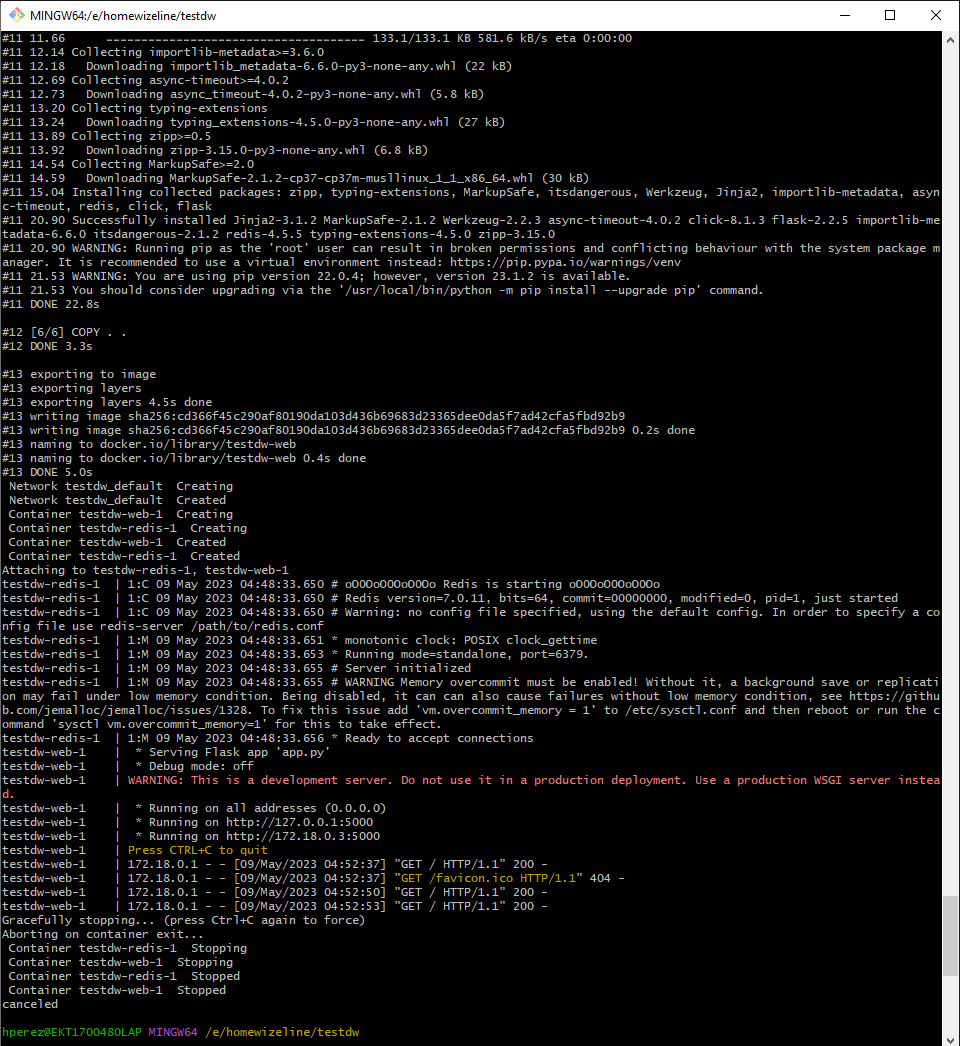 MINGW64:/e/homewizeline/testdw
#11 11.66      ------------------------------------- 133.1/133.1 KB 581.6 kB/s eta 0:00:00
#11 12.14 Collecting importlib-metadata>=3.6.0
#11 12.18   Downloading importlib_metadata-6.6.0-py3-none-any.whl (22 kB)
#11 12.69 Collecting async-timeout>=4.0.2
#11 12.73   Downloading async_timeout-4.0.2-py3-none-any.whl (5.8 kB)
#11 13.20 Collecting typing-extensions
#11 13.24   Downloading typing_extensions-4.5.0-py3-none-any.whl (27 kB)
#11 13.89 Collecting zipp>=0.5
#11 13.92   Downloading zipp-3.15.0-py3-none-any.whl (6.8 kB)
#11 14.54 Collecting MarkupSafe>=2.0
#11 14.59   Downloading MarkupSafe-2.1.2-cp37-cp37m-musllinux_1_1_x86_64.whl (30 kB)
#11 15.04 Installing collected packages: zipp, typing-extensions, MarkupSafe, itsdangerous, Werkzeug, Jinja2, importlib-metadata, asyn
c-timeout, redis, click, flask
#11 20.90 Successfully installed Jinja2-3.1.2 MarkupSafe-2.1.2 Werkzeug-2.2.3 async-timeout-4.0.2 click-8.1.3 flask-2.2.5 importlib-me
tadata-6.6.0 itsdangerous-2.1.2 redis-4.5.5 typing-extensions-4.5.0 zipp-3.15.0
#11 20.90 WARNING: Running pip as the 'root' user can result in broken permissions and conflicting behaviour with the system package m
anager. It is recommended to use a virtual environment instead: https://pip.pypa.io/warnings/venv
#11 21.53 WARNING: You are using pip version 22.0.4; however, version 23.1.2 is available.
#11 21.53 You should consider upgrading via the '/usr/local/bin/python -m pip install --upgrade pip' command.
#11 DONE 22.8s
#12 [6/6] COPY . .
#12 DONE 3.3s
#13 exporting to image
#13 exporting layers
#13 exporting layers 4.5s done
#13 writing image sha256:cd366f45c290af80190da103d436b69683d23365dee0da5f7ad42cfa5fbd92b9
#13 writing image sha256:cd366f45c290af80190da103d436b69683d23365dee0da5f7ad42cfa5fbd92b9 0.2s done
#13 naming to docker.io/library/testdw-web
#13 naming to docker.io/library/testdw-web 0.4s done
#13 DONE 5.0s
 Network testdw_default  Creating
 Network testdw_default  Created
 Container testdw-web-1  Creating
 Container testdw-redis-1  Creating
 Container testdw-web-1  Created
 Container testdw-redis-1  Created
Attaching to testdw-redis-1, testdw-web-1
testdw-redis-1  | 1:C 09 May 2023 04:48:33.650 # oO0OoO0OoO0Oo Redis is starting oO0OoO0OoO0Oo
testdw-redis-1  | 1:C 09 May 2023 04:48:33.650 # Redis version=7.0.11, bits=64, commit=00000000, modified=0, pid=1, just started
testdw-redis-1  | 1:C 09 May 2023 04:48:33.650 # Warning: no config file specified, using the default config. In order to specify a co
nfig file use redis-server /path/to/redis.conf
testdw-redis-1  | 1:M 09 May 2023 04:48:33.651 * monotonic clock: POSIX clock_gettime
testdw-redis-1  | 1:M 09 May 2023 04:48:33.653 * Running mode=standalone, port=6379.
testdw-redis-1  | 1:M 09 May 2023 04:48:33.655 # Server initialized
testdw-redis-1  | 1:M 09 May 2023 04:48:33.655 # WARNING Memory overcommit must be enabled! Without it, a background save or replicati
on may fail under low memory condition. Being disabled, it can can also cause failures without low memory condition, see https://githu
b.com/jemalloc/jemalloc/issues/1328. To fix this issue add 'vm.overcommit_memory = 1' to /etc/sysctl.conf and then reboot or run the c
ommand 'sysctl vm.overcommit_memory=1' for this to take effect.
testdw-redis-1  | 1:M 09 May 2023 04:48:33.656 * Ready to accept connections
testdw-web-1    |  * Serving Flask app 'app.py'
testdw-web-1    |  * Debug mode: off
testdw-web-1    | WARNING: This is a development server. Do not use it in a production deployment. Use a production WSGI server instea
d.
testdw-web-1    |  * Running on all addresses (0.0.0.0)
testdw-web-1    |  * Running on http://127.0.0.1:5000
testdw-web-1    |  * Running on http://172.18.0.3:5000
testdw-web-1    | Press CTRL+C to quit
testdw-web-1    | 172.18.0.1 - - [09/May/2023 04:52:37] "GET / HTTP/1.1" 200 -
testdw-web-1    | 172.18.0.1 - - [09/May/2023 04:52:37] "GET /favicon.ico HTTP/1.1" 404 -
testdw-web-1    | 172.18.0.1 - - [09/May/2023 04:52:50] "GET / HTTP/1.1" 200 -
testdw-web-1    | 172.18.0.1 - - [09/May/2023 04:52:53] "GET / HTTP/1.1" 200 -
Gracefully stopping... (press Ctrl+C again to force)
Aborting on container exit...
 Container testdw-redis-1  Stopping
 Container testdw-web-1  Stopping
 Container testdw-redis-1  Stopped
 Container testdw-web-1  Stopped
canceled
hperez@EKT1700480LAP MINGW64 /e/homewizeline/testdw